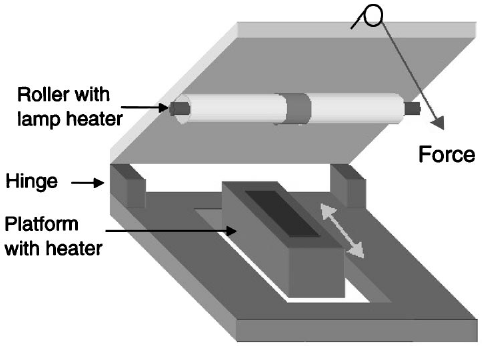 Roller with
lamp heater
Force
Hinge
Platform
with heater